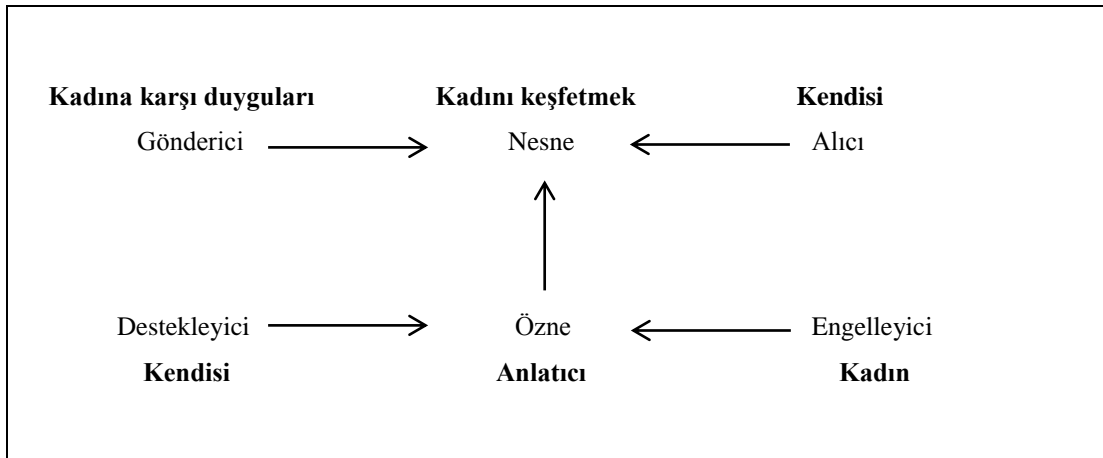 Kadına karşı duyguları Kadını keşfetmek Kendisi
Gönderici Nesne Alıcı
Destekleyici Özne Engelleyici
Kendisi Anlatıcı Kadın